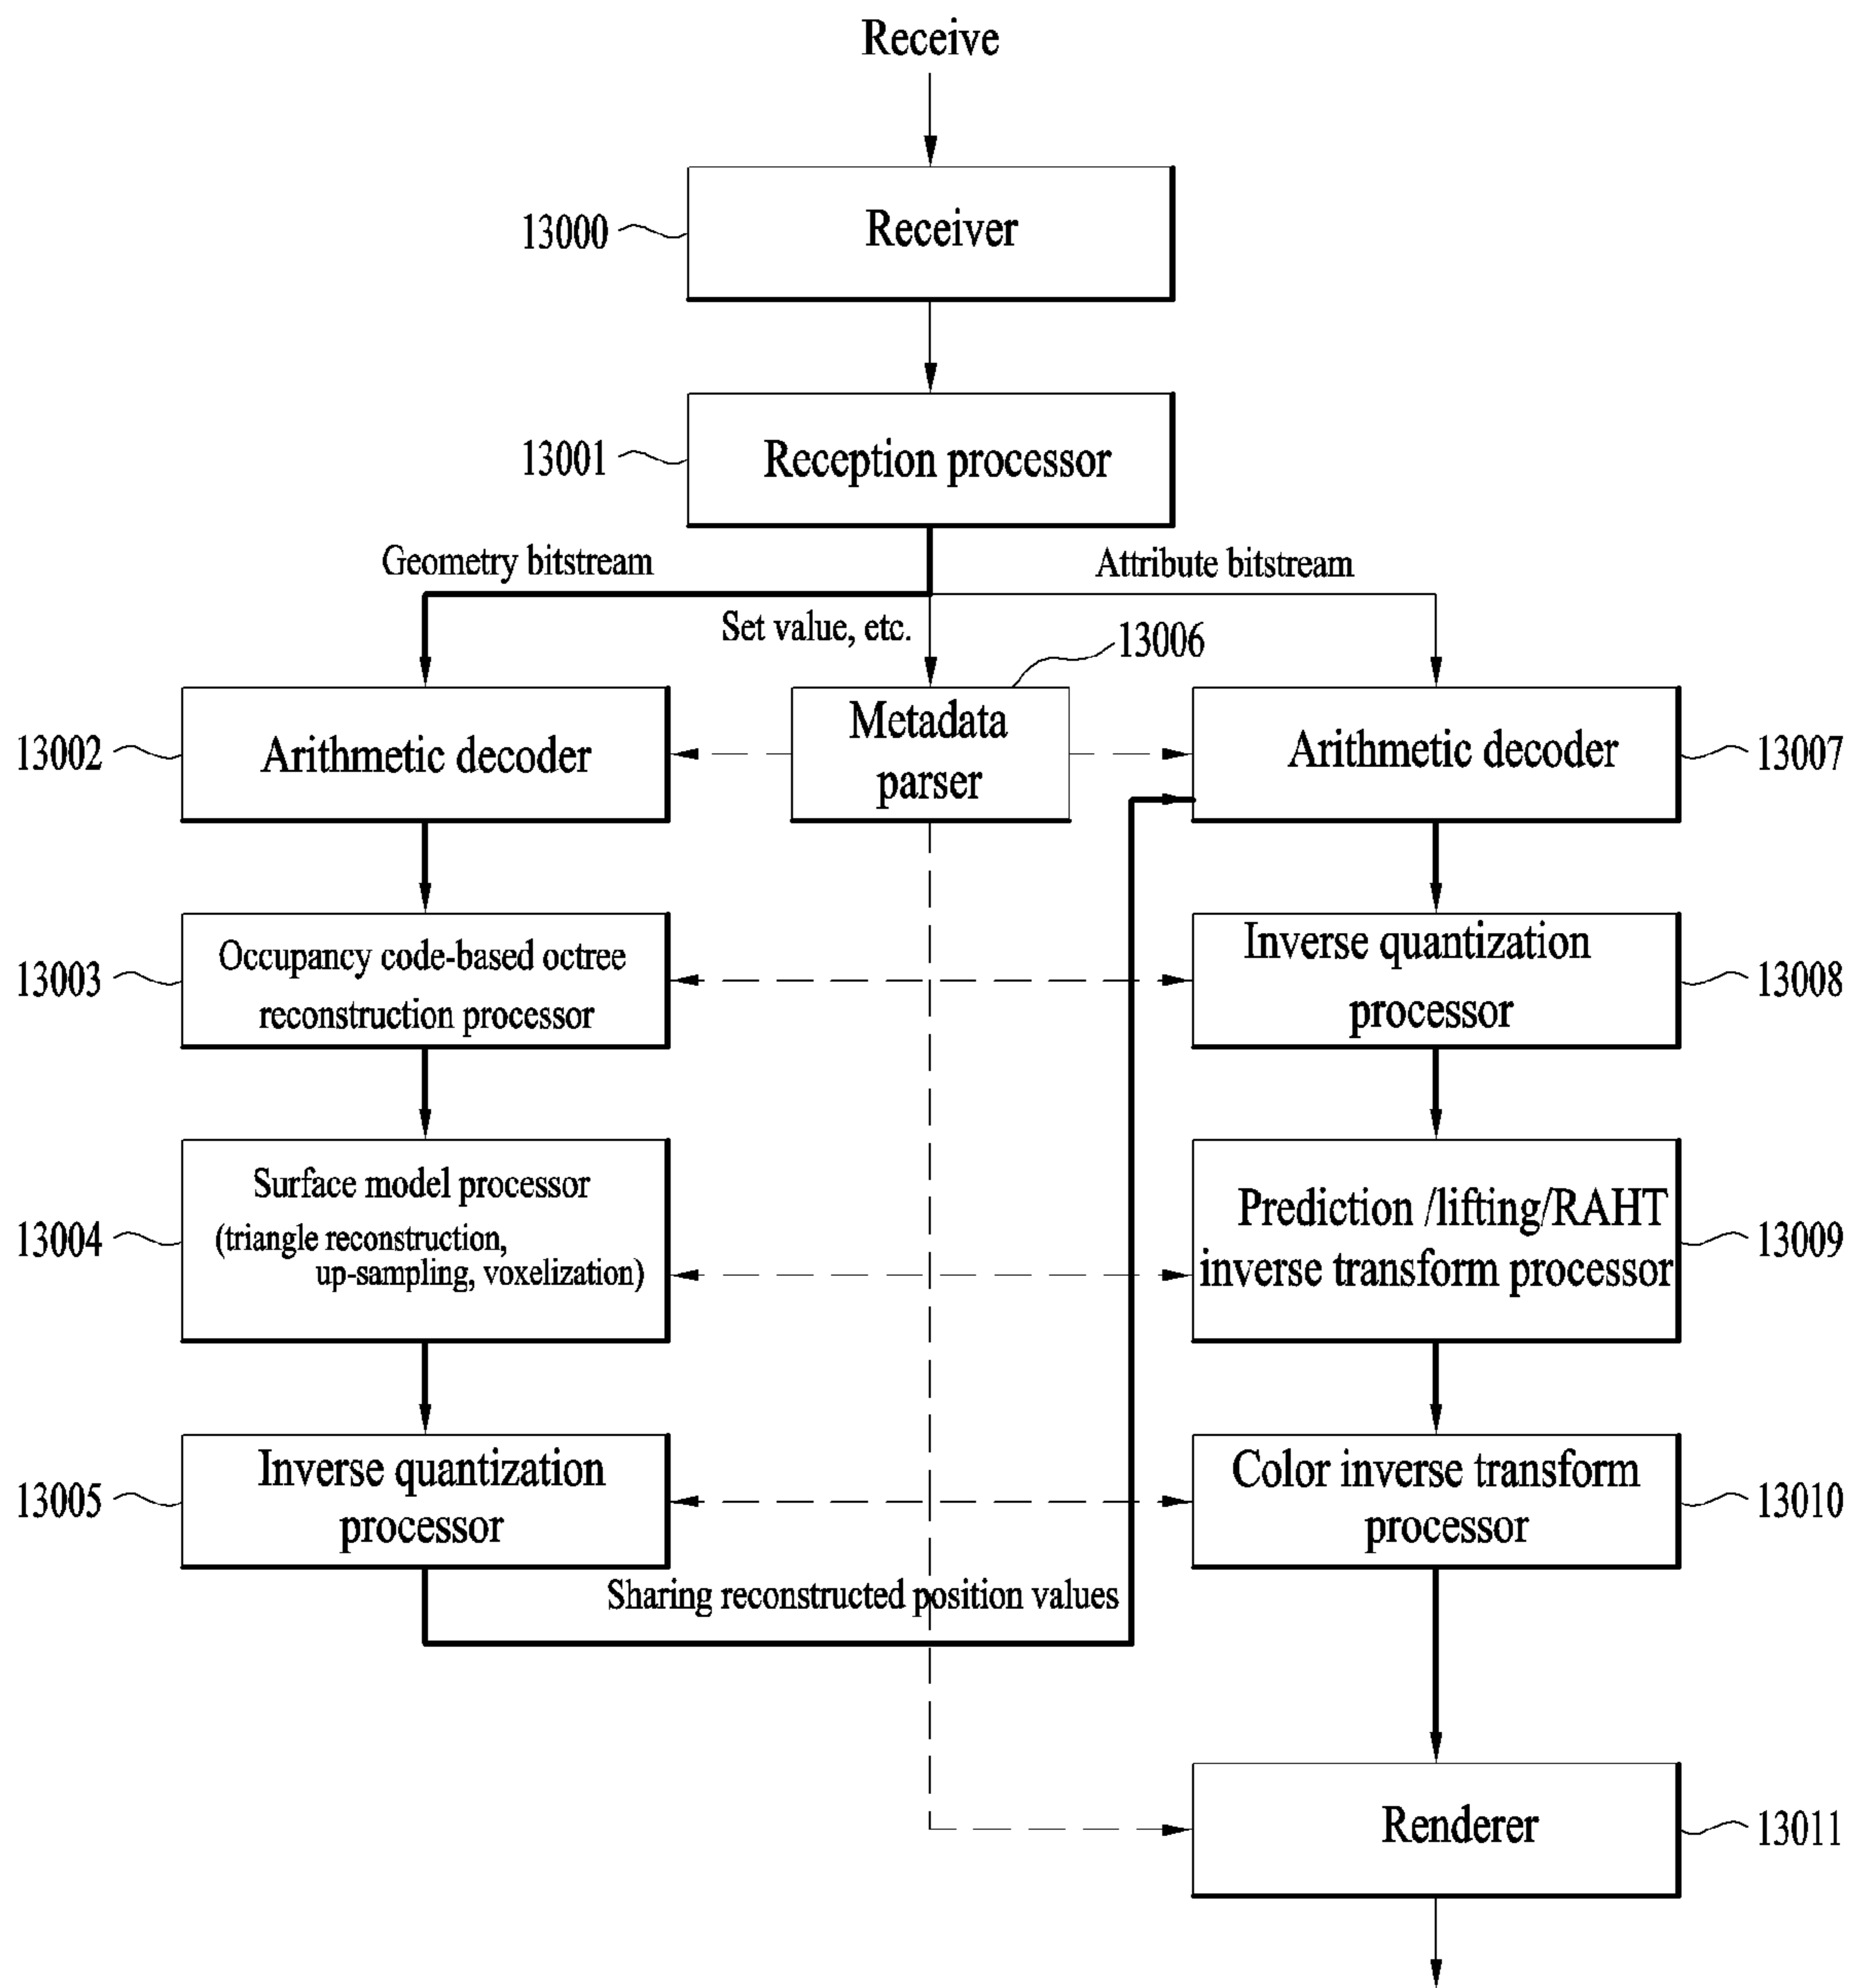 Receive
13000
Receiver
13001
Reception processor
Geometry bitstream
Attribute bitstream
Set value, etc.
13006
13002
Arithmetic decoder
Metadata
parser
Arithmetic decoder
13007
13003
Occupancy code-based octree
reconstruction processor
Inverse quantization
processor
13008
13004
Surface model processor
(triangle reconstruction,
up-sampling, voxelization)
Prediction /lifting/RAHT
inverse transform processor
13009
13005
Inverse quantization
processor
Color inverse transform
processor
13010
Sharing reconstructed position values
Renderer
13011